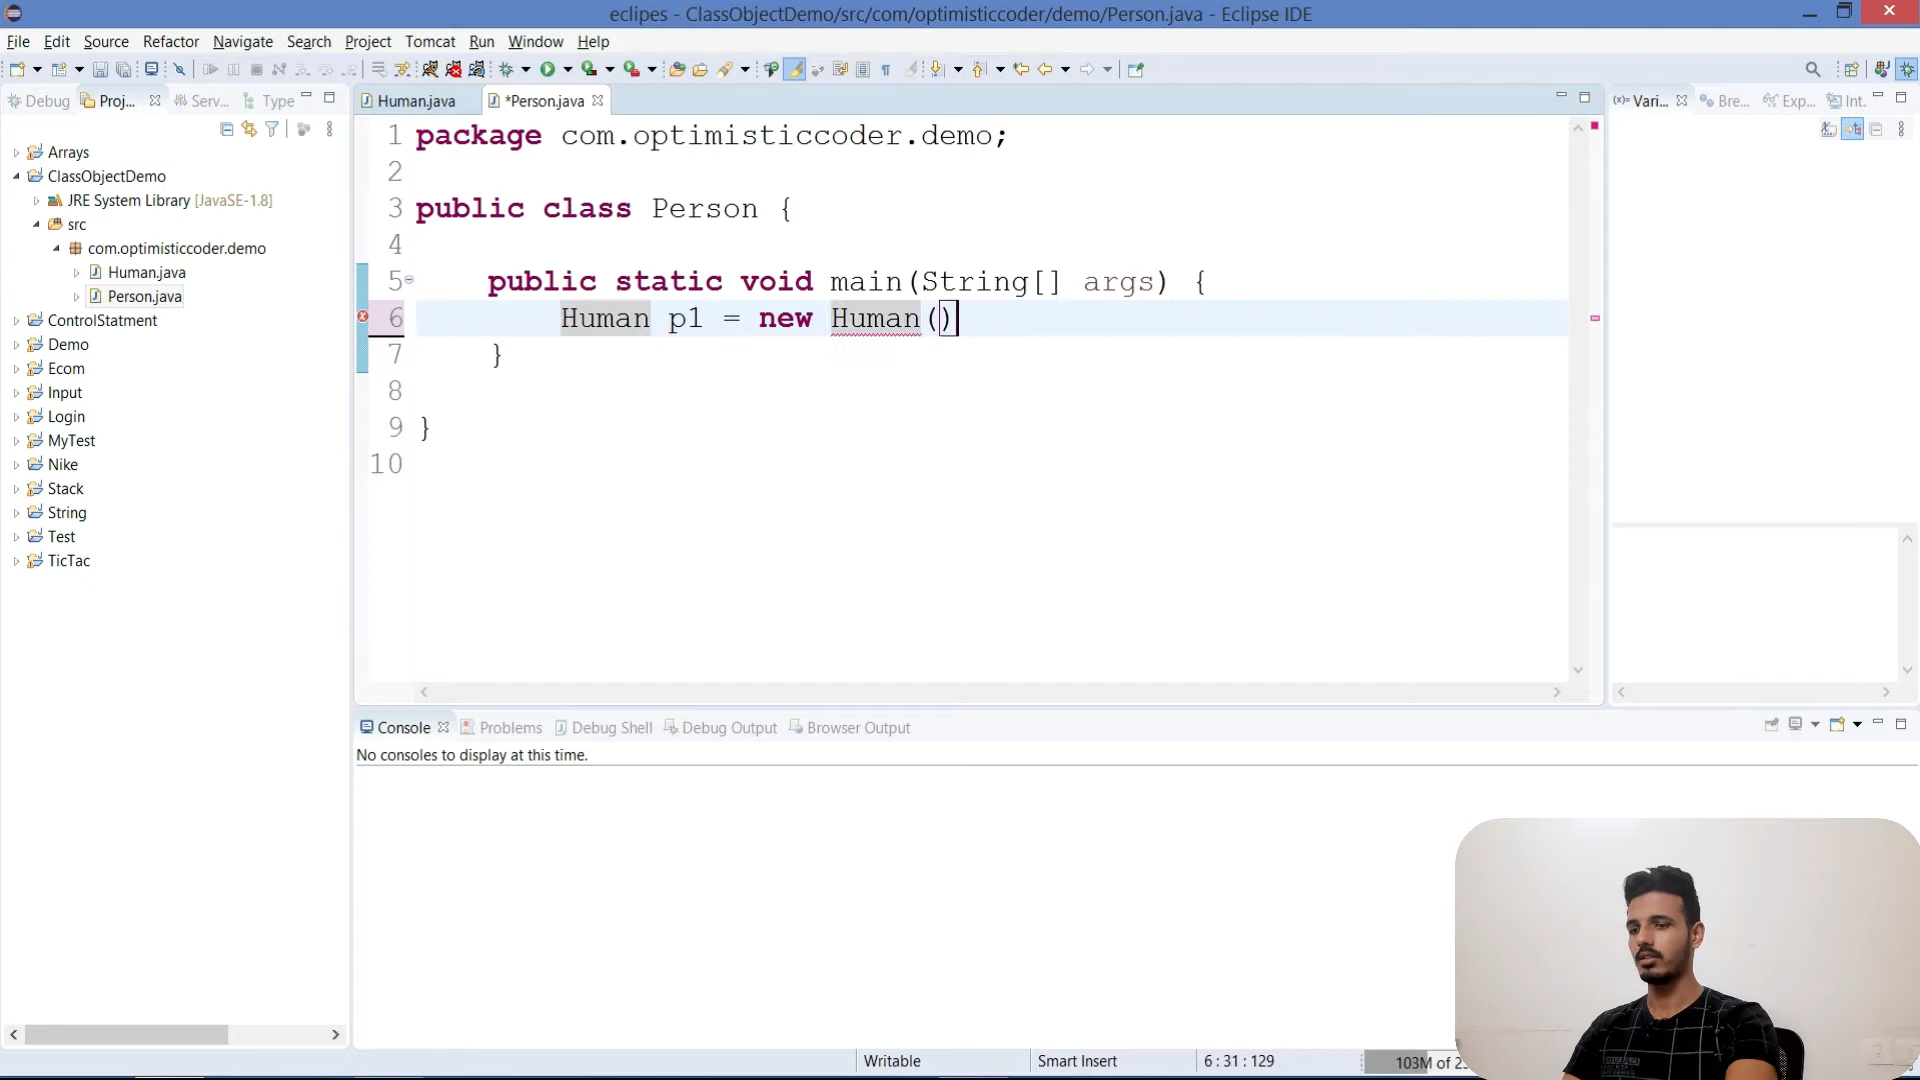 eclipes - ClassObjectDemo/src/com/optimisticcoder/demo/Person.java - Eclipse IDE
File Edit Source Refactor Navigate Search Project Tomcat Run Window Help
Debug Proj... Serv... Type
Human.java *Person.java
(x)= Vari... Bre... Exp... Int.
Arrays
ClassObjectDemo
JRE System Library [JavaSE-1.8]
src
com.optimisticcoder.demo
Human.java
Person.java
ControlStatment
Demo
Ecom
Input
Login
MyTest
Nike
Stack
String
Test
TicTac
1 package com.optimisticcoder.demo;
2
3 public class Person {
4
5 public static void main(String[] args) {
6 Human p1 = new Human()
7 }
8
9 }
10
Console Problems Debug Shell Debug Output Browser Output
No consoles to display at this time.
Writable Smart Insert 6 : 31 : 129 103M of